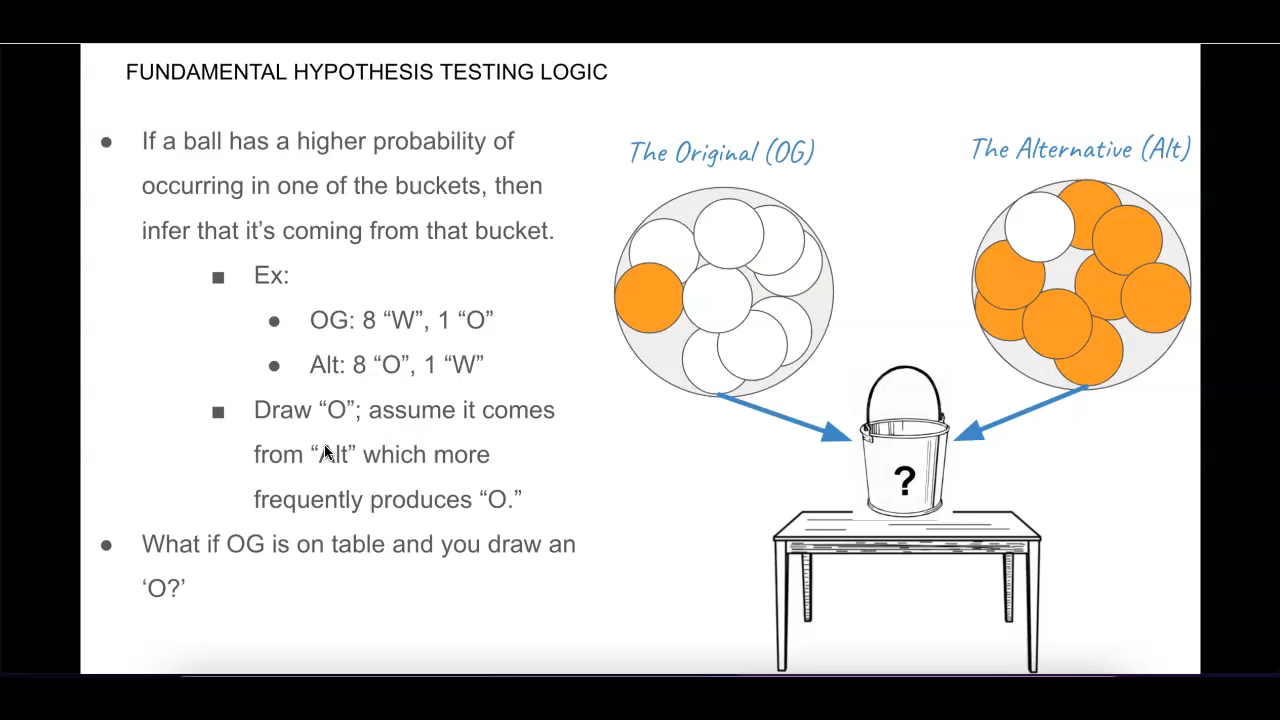 FUNDAMENTAL HYPOTHESIS TESTING LOGIC
● If a ball has a higher probability of
occurring in one of the buckets, then
infer that it’s coming from that bucket.
■ Ex:
● OG: 8 “W”, 1 “O”
● Alt: 8 “O”, 1 “W”
■ Draw “O”; assume it comes
from “Alt” which more
frequently produces “O.”
● What if OG is on table and you draw an
‘O?’
The Original (OG)
The Alternative (Alt)
?